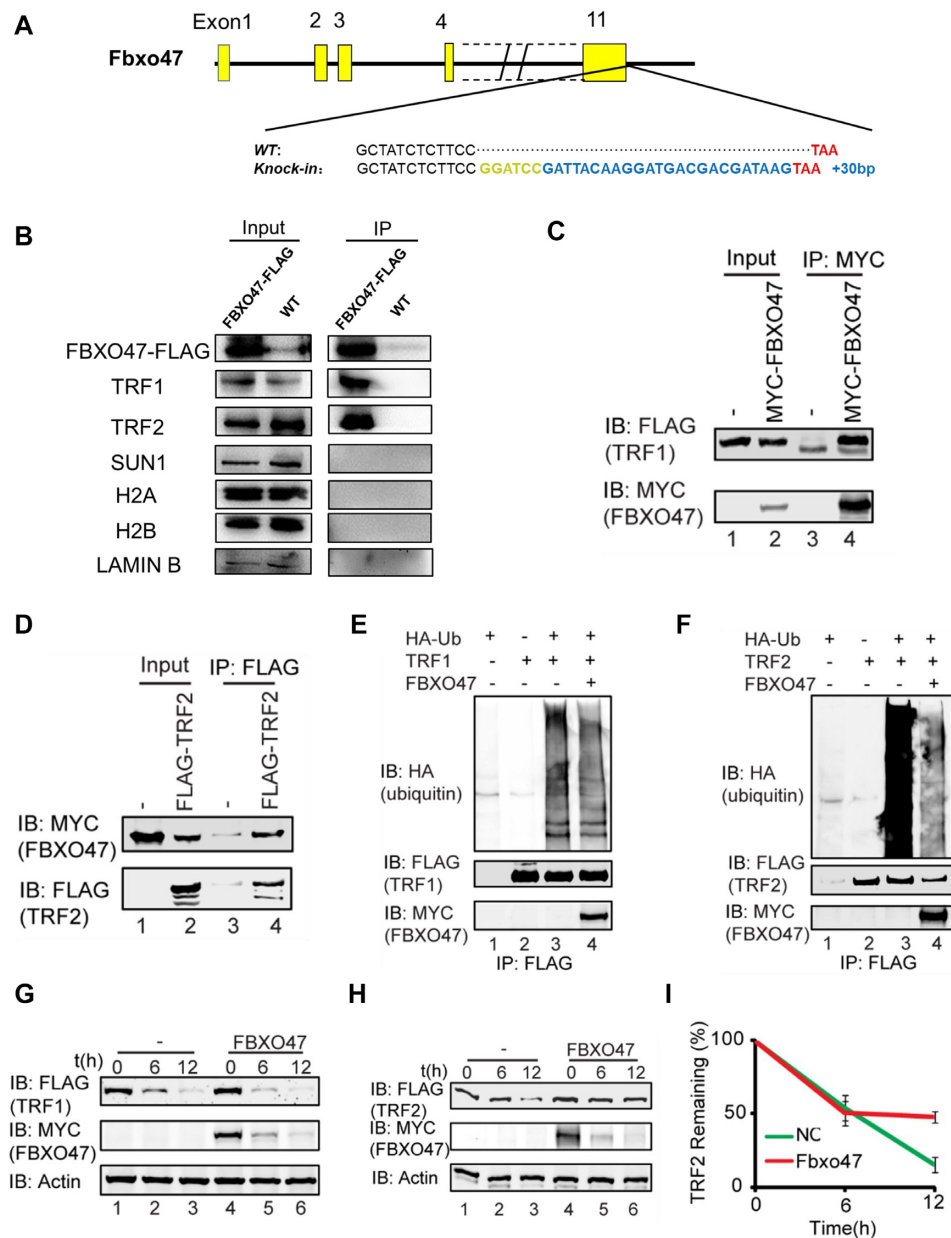 A
Exon1 2 3 4 11
Fbxo47
WT: GCTATCTCTTCC TAA
Knock-in: GCTATCTCTTCC GGATCCGATTACAAGGATGACGACGATAAGTAA +30bp
B
Input IP
FBXO47-FLAG WT FBXO47-FLAG WT
FBXO47-FLAG
TRF1
TRF2
SUN1
H2A
H2B
LAMIN B
C
Input IP: MYC
- MYC-FBXO47 - MYC-FBXO47
IB: FLAG
(TRF1)
IB: MYC
(FBXO47)
1 2 3 4
D
Input IP: FLAG
- FLAG-TRF2 - FLAG-TRF2
IB: MYC
(FBXO47)
IB: FLAG
(TRF2)
1 2 3 4
E
HA-Ub + - + +
TRF1 - + + +
FBXO47 - - - +
IB: HA
(ubiquitin)
IB: FLAG
(TRF1)
IB: MYC
(FBXO47)
1 2 3 4
IP: FLAG
F
HA-Ub + - + +
TRF2 - + + +
FBXO47 - - - +
IB: HA
(ubiquitin)
IB: FLAG
(TRF2)
IB: MYC
(FBXO47)
1 2 3 4
IP: FLAG
G
- FBXO47
t(h) 0 6 12 0 6 12
IB: FLAG
(TRF1)
IB: MYC
(FBXO47)
IB: Actin
1 2 3 4 5 6
H
- FBXO47
t(h) 0 6 12 0 6 12
IB: FLAG
(TRF2)
IB: MYC
(FBXO47)
IB: Actin
1 2 3 4 5 6
I
TRF2 Remaining (%)
100
50
0
NC
Fbxo47
0 6 12
Time(h)